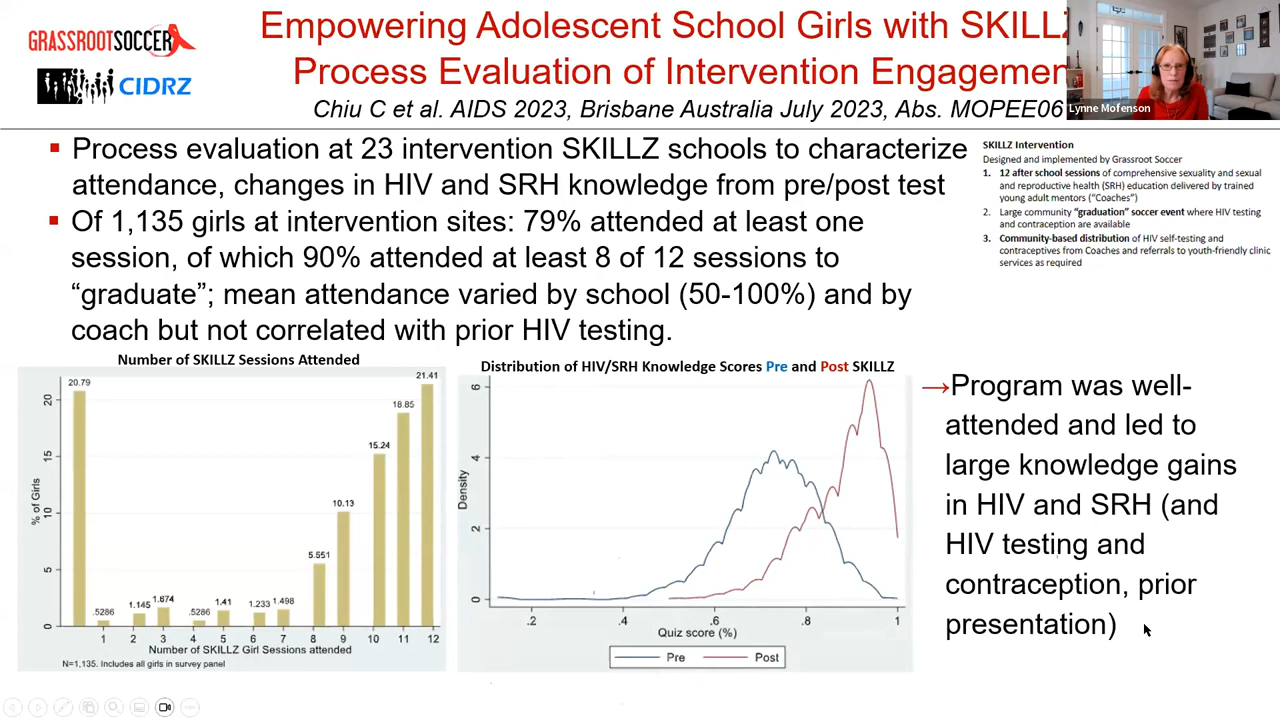 GRASSROOTSOCCER
CIDRZ
Empowering Adolescent School Girls with SKILLZ
Process Evaluation of Intervention Engagemen
Chiu C et al. AIDS 2023, Brisbane Australia July 2023, Abs. MOPEE06
Lynne Mofenson
▪ Process evaluation at 23 intervention SKILLZ schools to characterize
attendance, changes in HIV and SRH knowledge from pre/post test
▪ Of 1,135 girls at intervention sites: 79% attended at least one
session, of which 90% attended at least 8 of 12 sessions to
“graduate”; mean attendance varied by school (50-100%) and by
coach but not correlated with prior HIV testing.
SKILLZ Intervention
Designed and implemented by Grassroot Soccer
1. 12 after school sessions of comprehensive sexuality and sexual
and reproductive health (SRH) education delivered by trained
young adult mentors (“Coaches”)
2. Large community “graduation” soccer event where HIV testing
and contraception are available
3. Community-based distribution of HIV self-testing and
contraceptives from Coaches and referrals to youth-friendly clinic
services as required
Number of SKILLZ Sessions Attended
% of Girls
20
15
10
5
0
20.79
.5286
1.145
1.674
.5286
1.41
1.233
1.498
5.551
10.13
15.24
18.85
21.41
1 2 3 4 5 6 7 8 9 10 11 12
Number of SKILLZ Girl Sessions attended
N=1,135. Includes all girls in survey panel
Distribution of HIV/SRH Knowledge Scores Pre and Post SKILLZ
Density
6
4
2
0
.2 .4 .6 .8 1
Quiz score (%)
Pre Post
→Program was well-
attended and led to
large knowledge gains
in HIV and SRH (and
HIV testing and
contraception, prior
presentation)